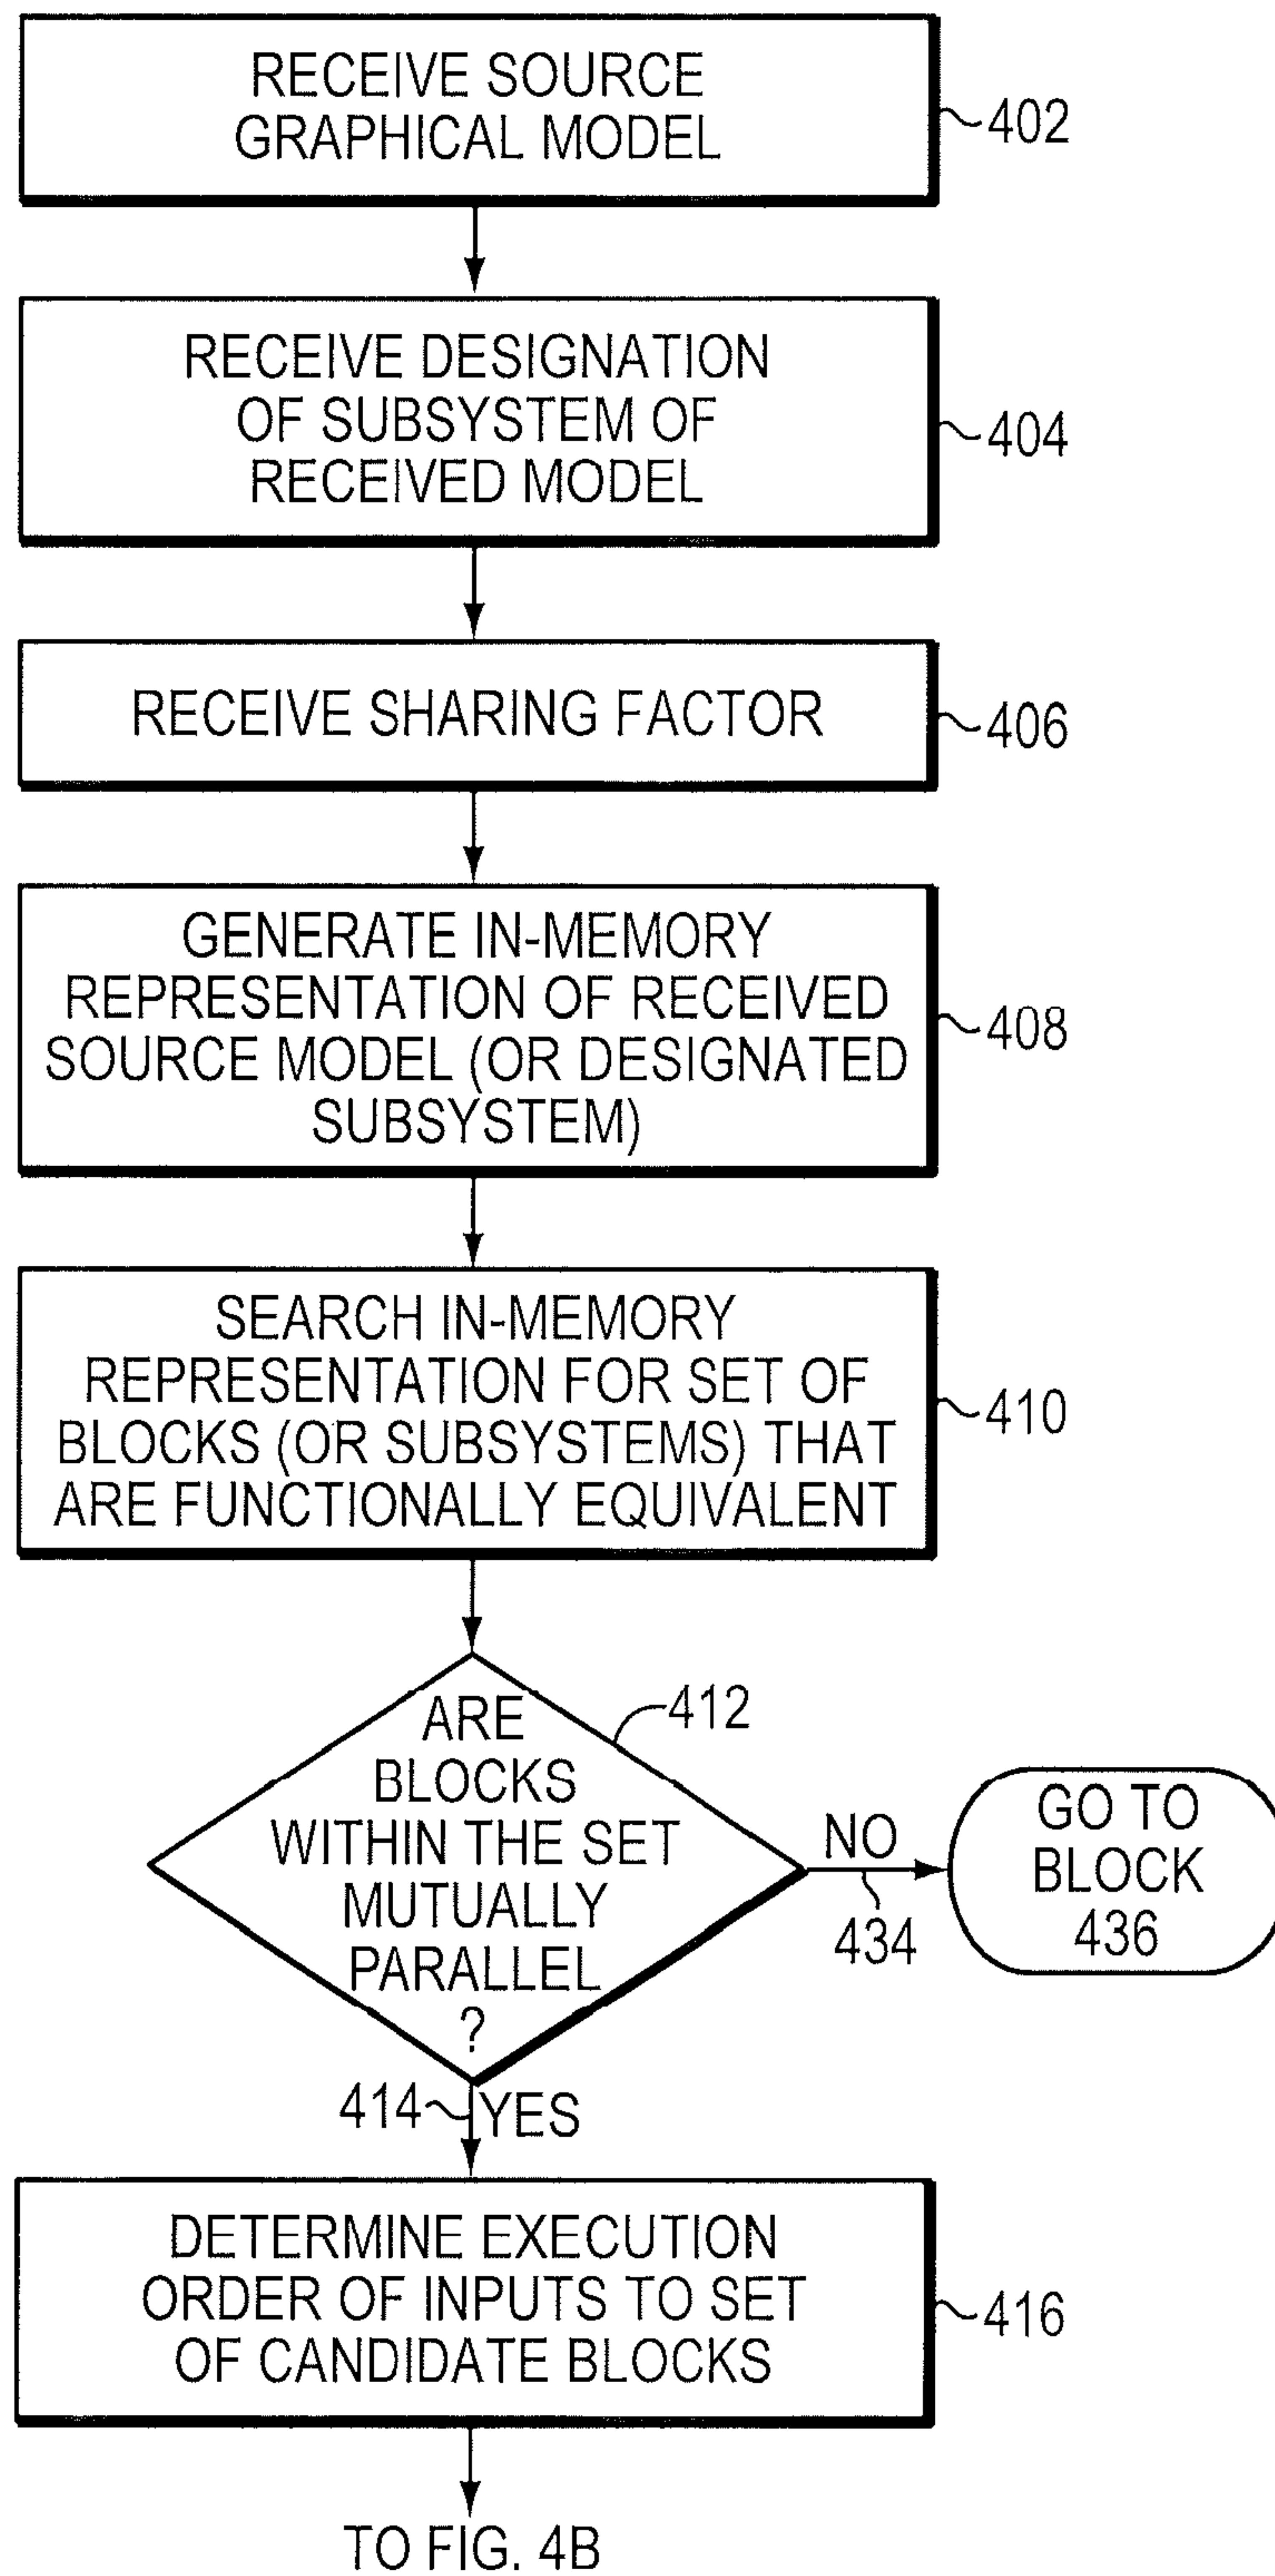 RECEIVE SOURCE
GRAPHICAL MODEL
402
RECEIVE DESIGNATION
OF SUBSYSTEM OF
RECEIVED MODEL
404
RECEIVE SHARING FACTOR
406
GENERATE IN-MEMORY
REPRESENTATION OF RECEIVED
SOURCE MODEL (OR DESIGNATED
SUBSYSTEM)
408
SEARCH IN-MEMORY
REPRESENTATION FOR SET OF
BLOCKS (OR SUBSYSTEMS) THAT
ARE FUNCTIONALLY EQUIVALENT
410
ARE
BLOCKS
WITHIN THE SET
MUTUALLY
PARALLEL
?
412
NO
434
GO TO
BLOCK
436
414
YES
DETERMINE EXECUTION
ORDER OF INPUTS TO SET
OF CANDIDATE BLOCKS
416
TO FIG. 4B